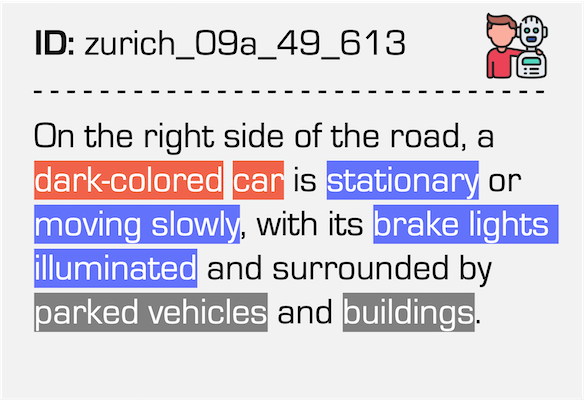 ID: zurich_09a_49_613
On the right side of the road, a
dark-colored car is stationary or
moving slowly, with its brake lights
illuminated and surrounded by
parked vehicles and buildings.